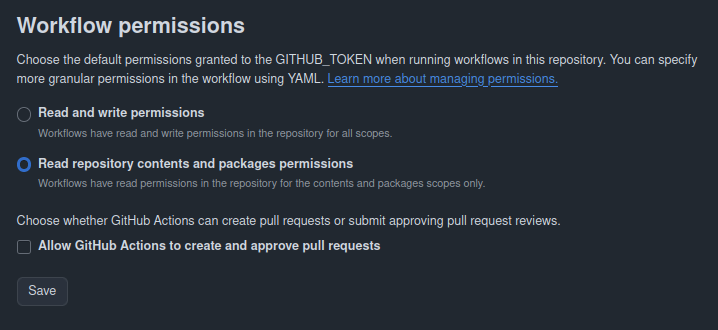 Workflow permissions
Choose the default permissions granted to the GITHUB_TOKEN when running workflows in this repository. You can specify
more granular permissions in the workflow using YAML. Learn more about managing permissions.
Read and write permissions
Workflows have read and write permissions in the repository for all scopes.
Read repository contents and packages permissions
Workflows have read permissions in the repository for the contents and packages scopes only.
Choose whether GitHub Actions can create pull requests or submit approving pull request reviews.
Allow GitHub Actions to create and approve pull requests
Save